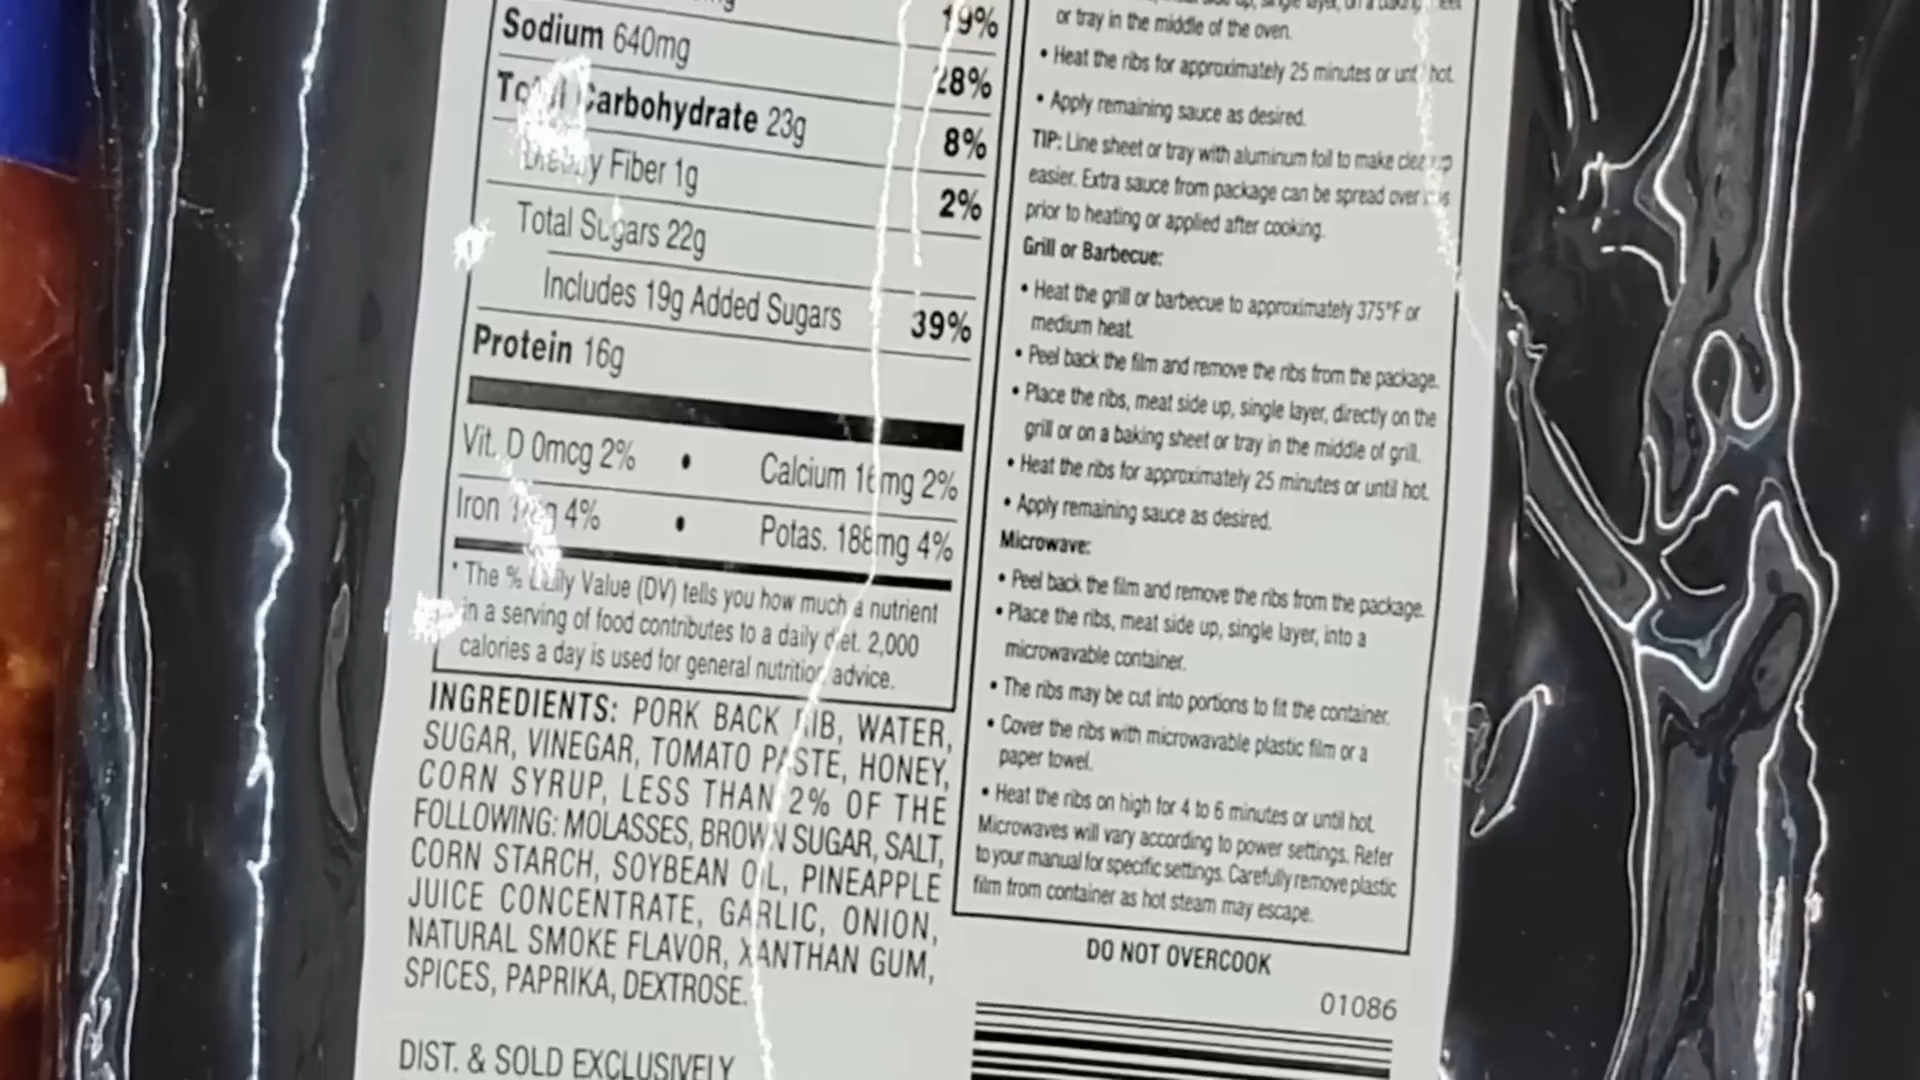 19%
Sodium 640mg
28%
Total Carbohydrate 23g 8%
Dietary Fiber 1g 2%
Total Sugars 22g
Includes 19g Added Sugars 39%
Protein 16g
Vit. D 0mcg 2% • Calcium 16mg 2%
Iron 4% • Potas. 188mg 4%
* The % Daily Value (DV) tells you how much a nutrient
in a serving of food contributes to a daily diet. 2,000
calories a day is used for general nutrition advice.
INGREDIENTS: PORK BACK RIB, WATER,
SUGAR, VINEGAR, TOMATO PASTE, HONEY,
CORN SYRUP, LESS THAN 2% OF THE
FOLLOWING: MOLASSES, BROWN SUGAR, SALT,
CORN STARCH, SOYBEAN OIL, PINEAPPLE
JUICE CONCENTRATE, GARLIC, ONION,
NATURAL SMOKE FLAVOR, XANTHAN GUM,
SPICES, PAPRIKA, DEXTROSE.
DIST. & SOLD EXCLUSIVELY
or tray in the middle of the oven.
• Heat the ribs for approximately 25 minutes or until hot.
• Apply remaining sauce as desired.
TIP: Line sheet or tray with aluminum foil to make clean up
easier. Extra sauce from package can be spread over ribs
prior to heating or applied after cooking.
Grill or Barbecue:
• Heat the grill or barbecue to approximately 375°F or
medium heat.
• Peel back the film and remove the ribs from the package.
• Place the ribs, meat side up, single layer, directly on the
grill or on a baking sheet or tray in the middle of grill.
• Heat the ribs for approximately 25 minutes or until hot.
• Apply remaining sauce as desired.
Microwave:
• Peel back the film and remove the ribs from the package.
• Place the ribs, meat side up, single layer, into a
microwavable container.
• The ribs may be cut into portions to fit the container.
• Cover the ribs with microwavable plastic film or a
paper towel.
• Heat the ribs on high for 4 to 6 minutes or until hot.
Microwaves will vary according to power settings. Refer
to your manual for specific settings. Carefully remove plastic
film from container as hot steam may escape.
DO NOT OVERCOOK
01086